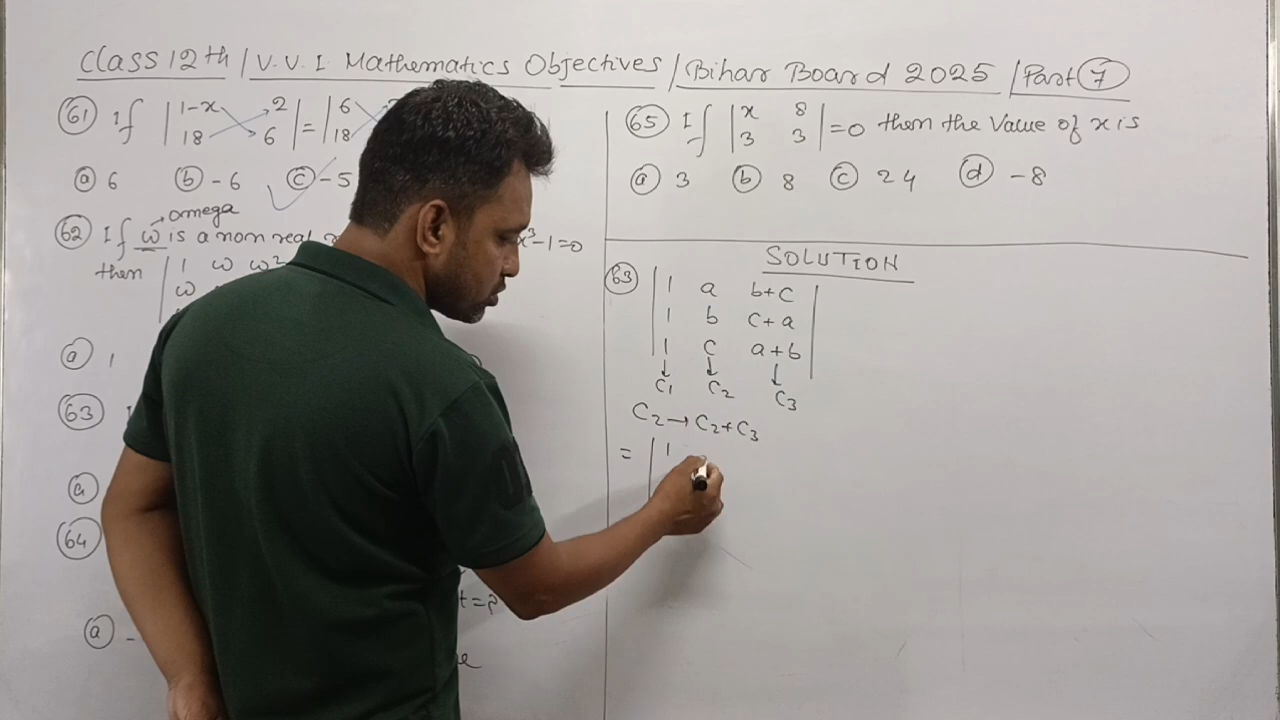 Class 12th / V.V.I. Mathematics Objectives / Bihar Board 2025 / Part 7
61 If | 1-x 2 | = | 6
| 18 6 | | 18
a 6 b -6 c -5
omega
62 If ω is a non real x³-1=0
then | 1 ω ω²
| ω
a 1
63
a
64
t=?
a -
65 If | x 8 | =0 then the Value of x is
| 3 3 |
a 3 b 8 c 24 d -8
SOLUTION
63 | 1 a b+c |
| 1 b c+a |
| 1 c a+b |
↓ ↓ ↓
C₁ C₂ C₃
C₂→C₂+C₃
= | 1